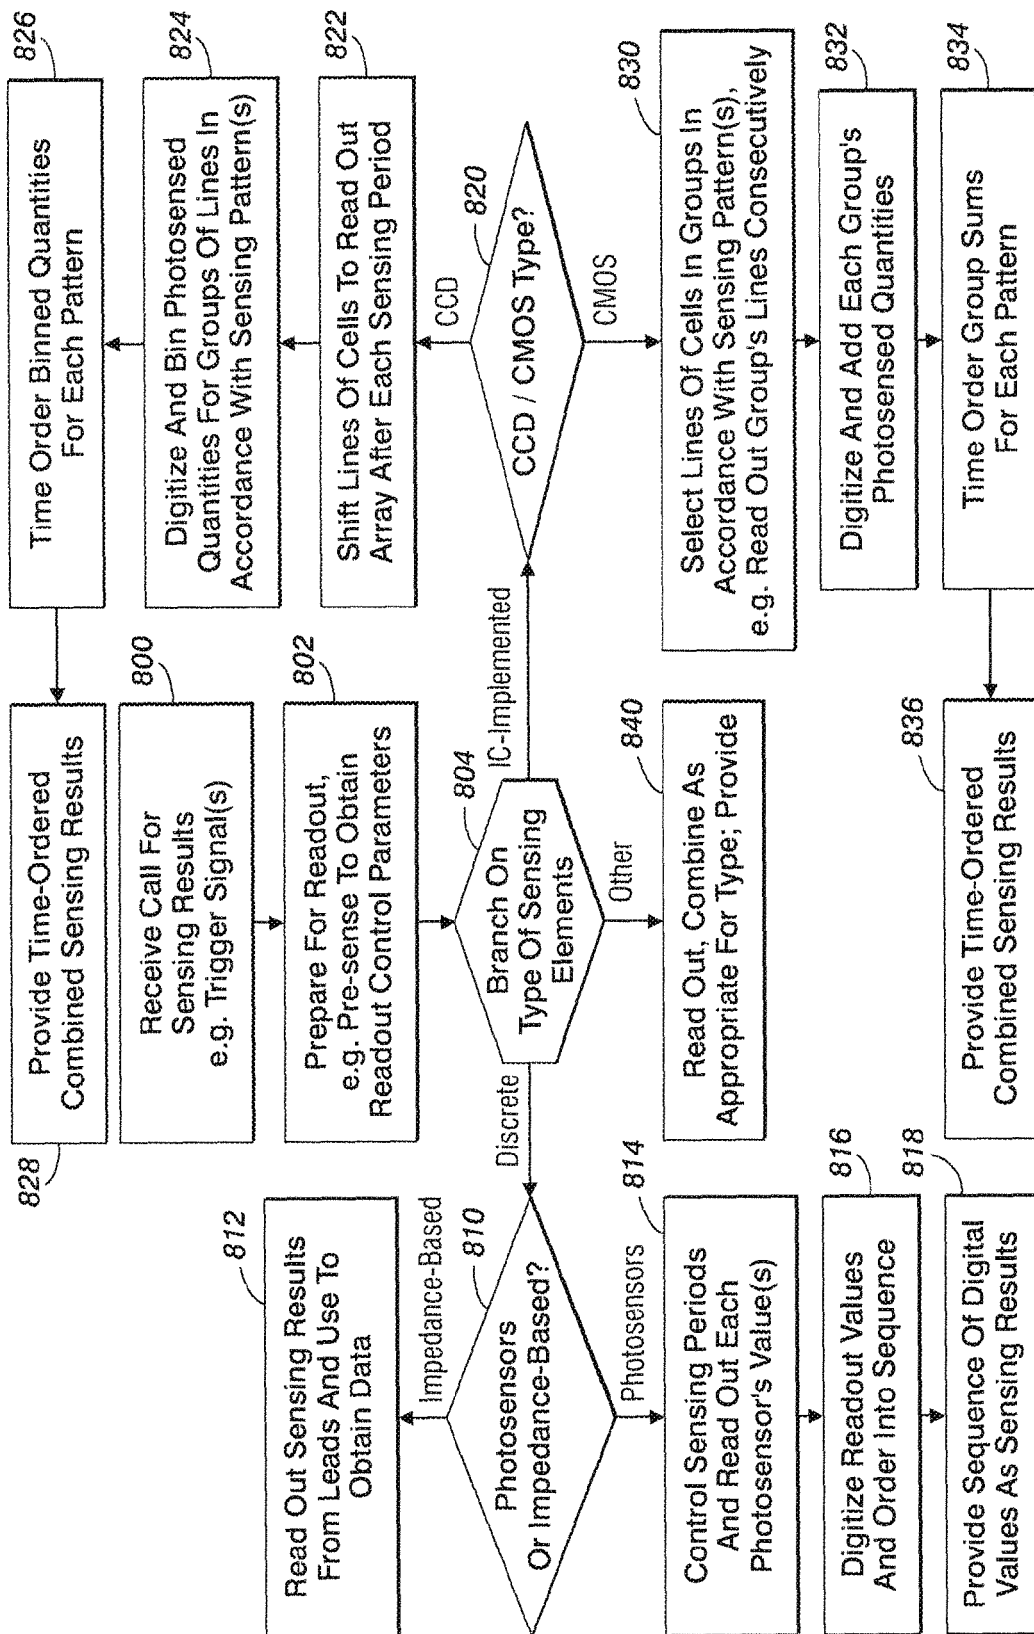 812
Read Out Sensing Results
From Leads And Use To
Obtain Data
Impedance-Based
810
Photosensors
Or Impedance-Based?
Photosensors
814
Control Sensing Periods
And Read Out Each
Photosensor's Value(s)
816
Digitize Readout Values
And Order Into Sequence
818
Provide Sequence Of Digital
Values As Sensing Results
828
Provide Time-Ordered
Combined Sensing Results
800
Receive Call For
Sensing Results
e.g. Trigger Signal(s)
802
Prepare For Readout,
e.g. Pre-sense To Obtain
Readout Control Parameters
804
Branch On
Type Of Sensing
Elements
Discrete
IC-Implemented
Other
840
Read Out, Combine As
Appropriate For Type; Provide
836
Provide Time-Ordered
Combined Sensing Results
826
Time Order Binned Quantities
For Each Pattern
824
Digitize And Bin Photosensed
Quantities For Groups Of Lines In
Accordance With Sensing Pattern(s)
822
Shift Lines Of Cells To Read Out
Array After Each Sensing Period
CCD
820
CCD / CMOS Type?
CMOS
830
Select Lines Of Cells In Groups In
Accordance With Sensing Pattern(s),
e.g. Read Out Group's Lines Consecutively
832
Digitize And Add Each Group's
Photosensed Quantities
834
Time Order Group Sums
For Each Pattern